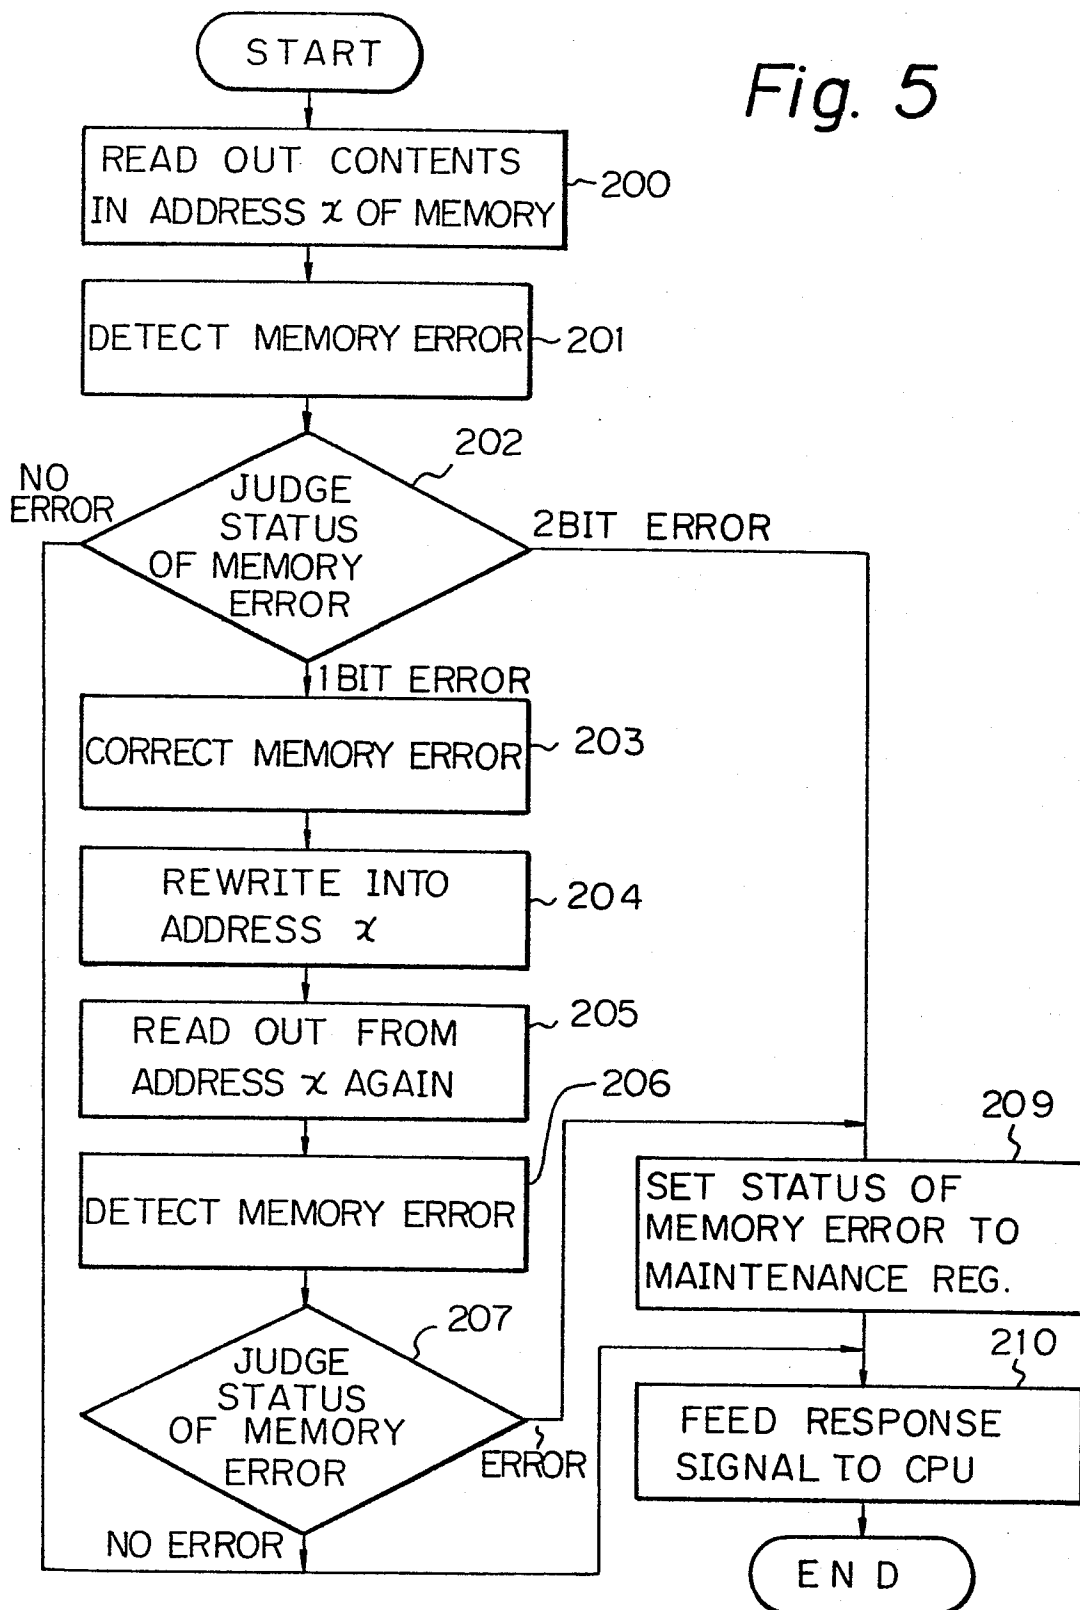 START
Fig. 5
READ OUT CONTENTS
IN ADDRESS x OF MEMORY
200
DETECT MEMORY ERROR
201
202
NO
ERROR
JUDGE
STATUS
OF MEMORY
ERROR
2BIT ERROR
1BIT ERROR
CORRECT MEMORY ERROR
203
REWRITE INTO
ADDRESS x
204
READ OUT FROM
ADDRESS x AGAIN
205
206
DETECT MEMORY ERROR
209
SET STATUS OF
MEMORY ERROR TO
MAINTENANCE REG.
207
JUDGE
STATUS
OF MEMORY
ERROR
ERROR
210
FEED RESPONSE
SIGNAL TO CPU
NO ERROR
END